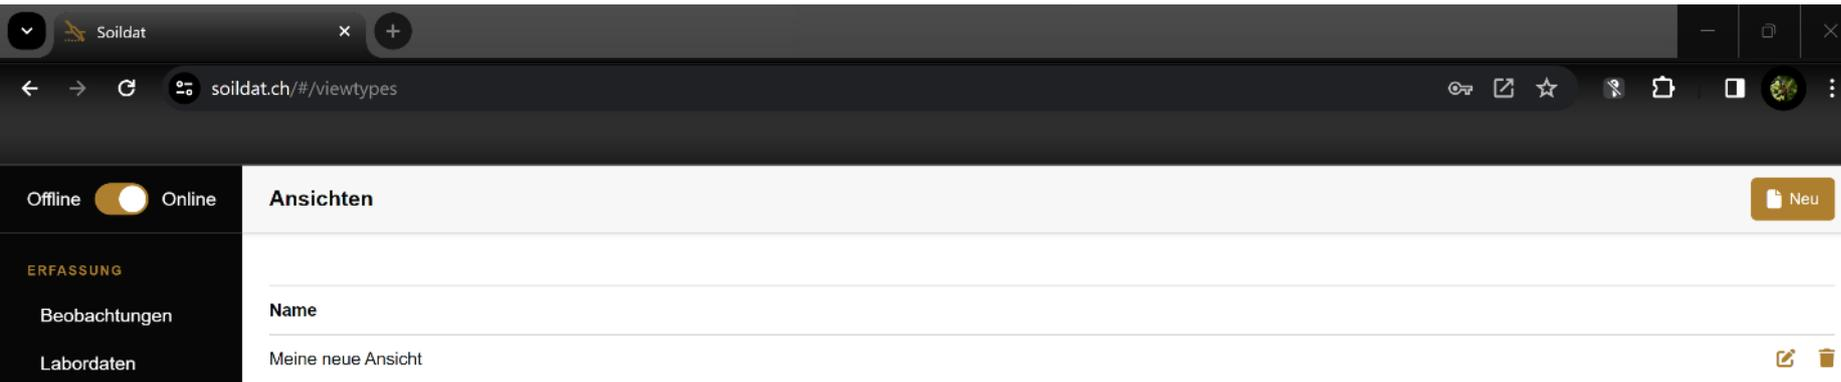 Soildat
soildat.ch/#/viewtypes
Offline Online
Ansichten
Neu
ERFASSUNG
Beobachtungen
Name
Labordaten
Meine neue Ansicht